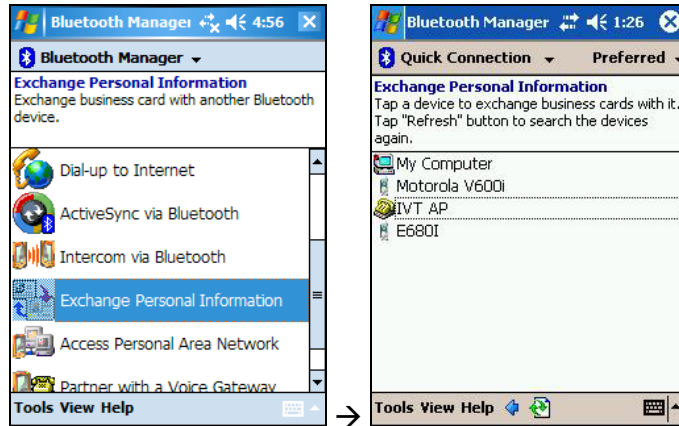 Bluetooth Manager 4:56
Bluetooth Manager
Exchange Personal Information
Exchange business card with another Bluetooth
device.
Dial-up to Internet
ActiveSync via Bluetooth
Intercom via Bluetooth
Exchange Personal Information
Access Personal Area Network
Partner with a Voice Gateway
Tools View Help
→
Bluetooth Manager 1:26
Quick Connection Preferred
Exchange Personal Information
Tap a device to exchange business cards with it.
Tap "Refresh" button to search the devices
again.
My Computer
Motorola V600i
IVT AP
E680I
Tools View Help